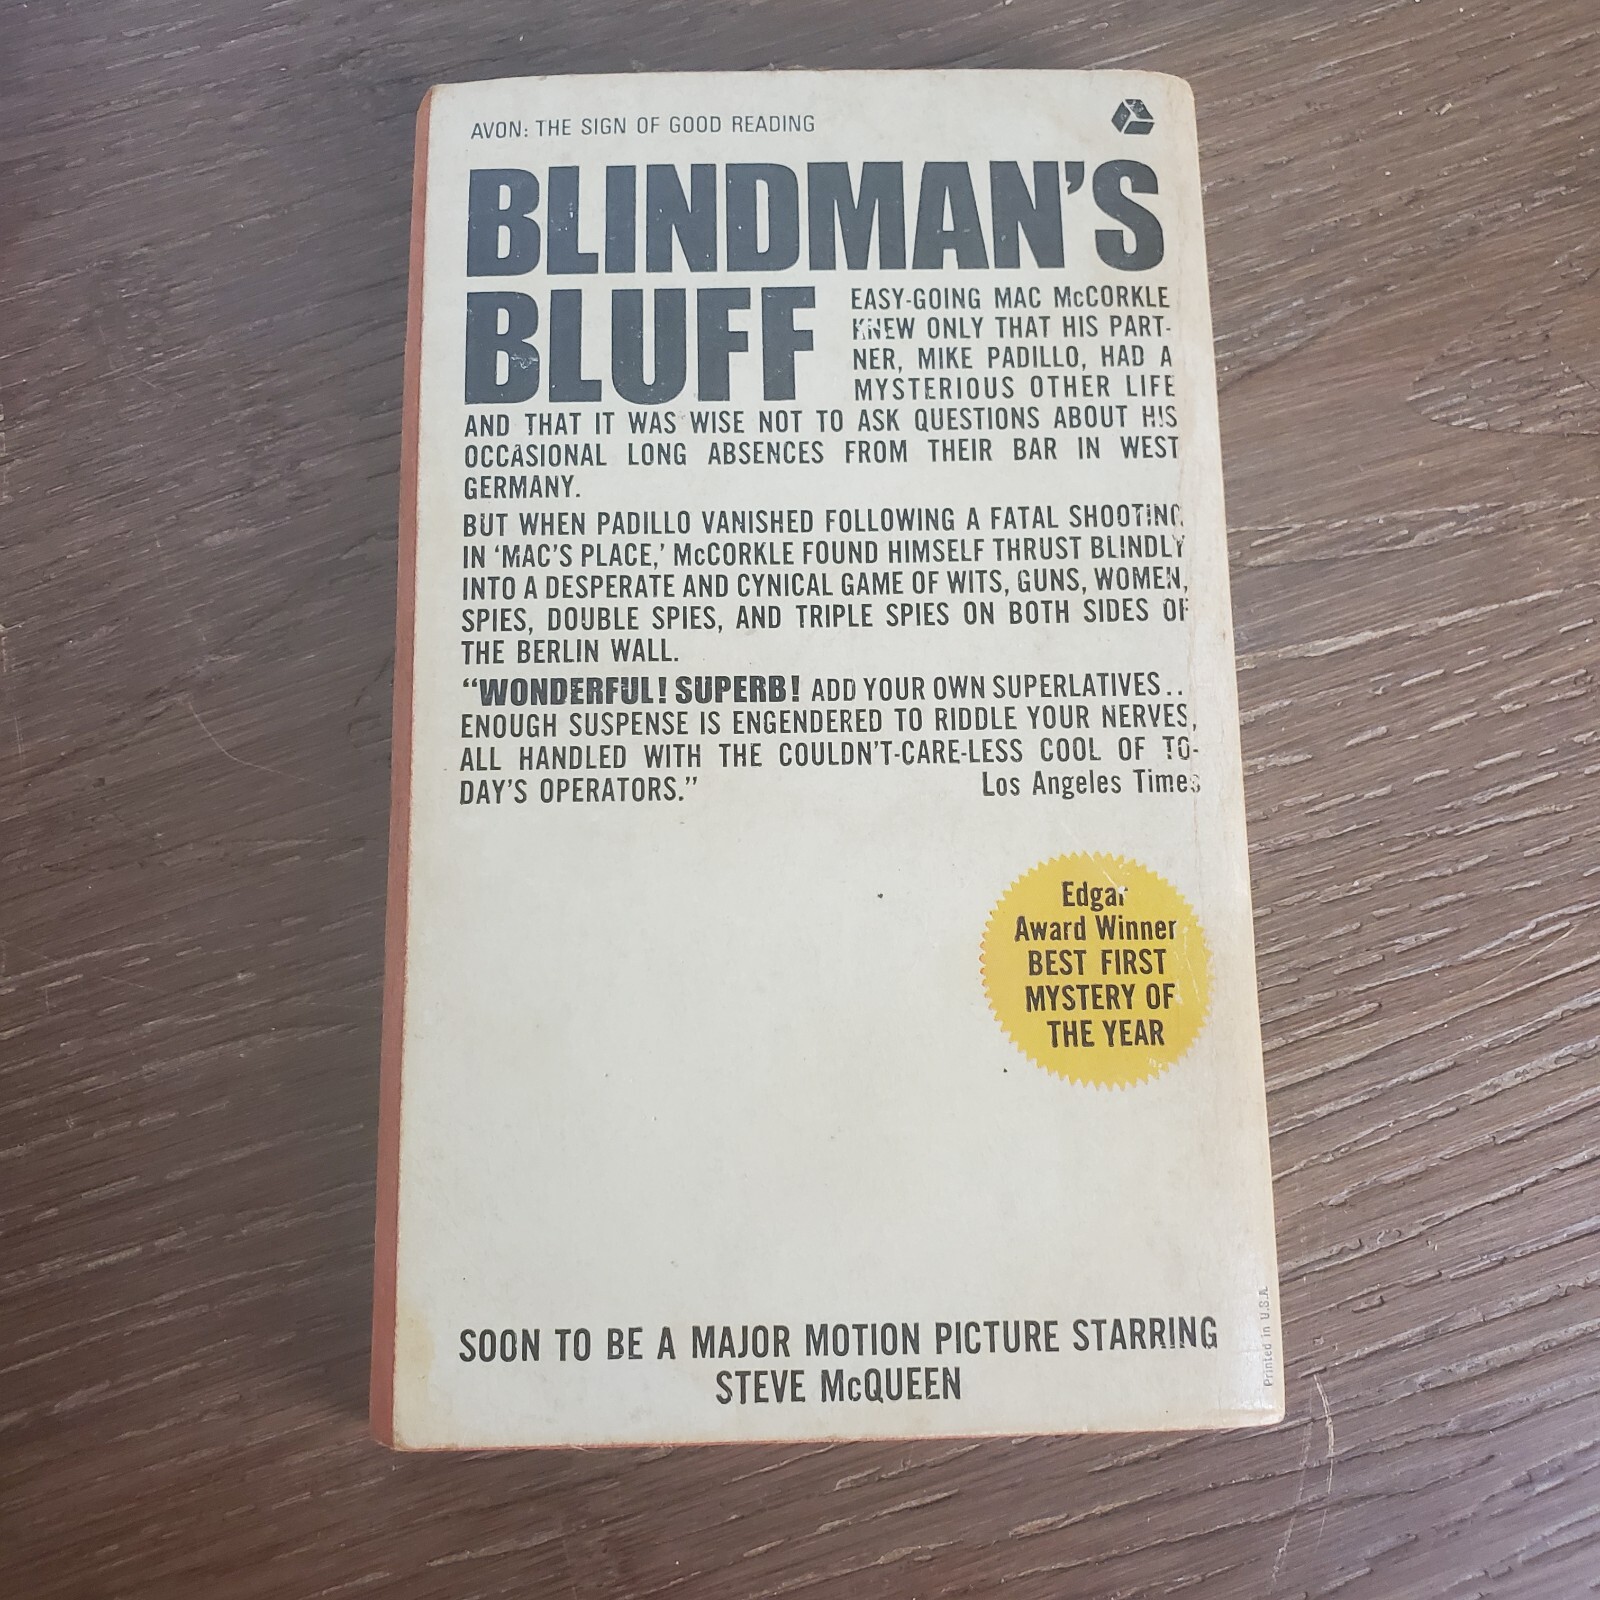 AVON: THE SIGN OF GOOD READING
BLINDMAN'S
BLUFF
EASY-GOING MAC McCORKLE
KNEW ONLY THAT HIS PART-
NER, MIKE PADILLO, HAD A
MYSTERIOUS OTHER LIFE
AND THAT IT WAS WISE NOT TO ASK QUESTIONS ABOUT HIS
OCCASIONAL LONG ABSENCES FROM THEIR BAR IN WEST
GERMANY.
BUT WHEN PADILLO VANISHED FOLLOWING A FATAL SHOOTING
IN 'MAC'S PLACE,' McCORKLE FOUND HIMSELF THRUST BLINDLY
INTO A DESPERATE AND CYNICAL GAME OF WITS, GUNS, WOMEN,
SPIES, DOUBLE SPIES, AND TRIPLE SPIES ON BOTH SIDES OF
THE BERLIN WALL.
"WONDERFUL! SUPERB! ADD YOUR OWN SUPERLATIVES..
ENOUGH SUSPENSE IS ENGENDERED TO RIDDLE YOUR NERVES,
ALL HANDLED WITH THE COULDN'T-CARE-LESS COOL OF TO-
DAY'S OPERATORS." Los Angeles Times
Edgar
Award Winner
BEST FIRST
MYSTERY OF
THE YEAR
SOON TO BE A MAJOR MOTION PICTURE STARRING
STEVE McQUEEN
Printed in U.S.A.